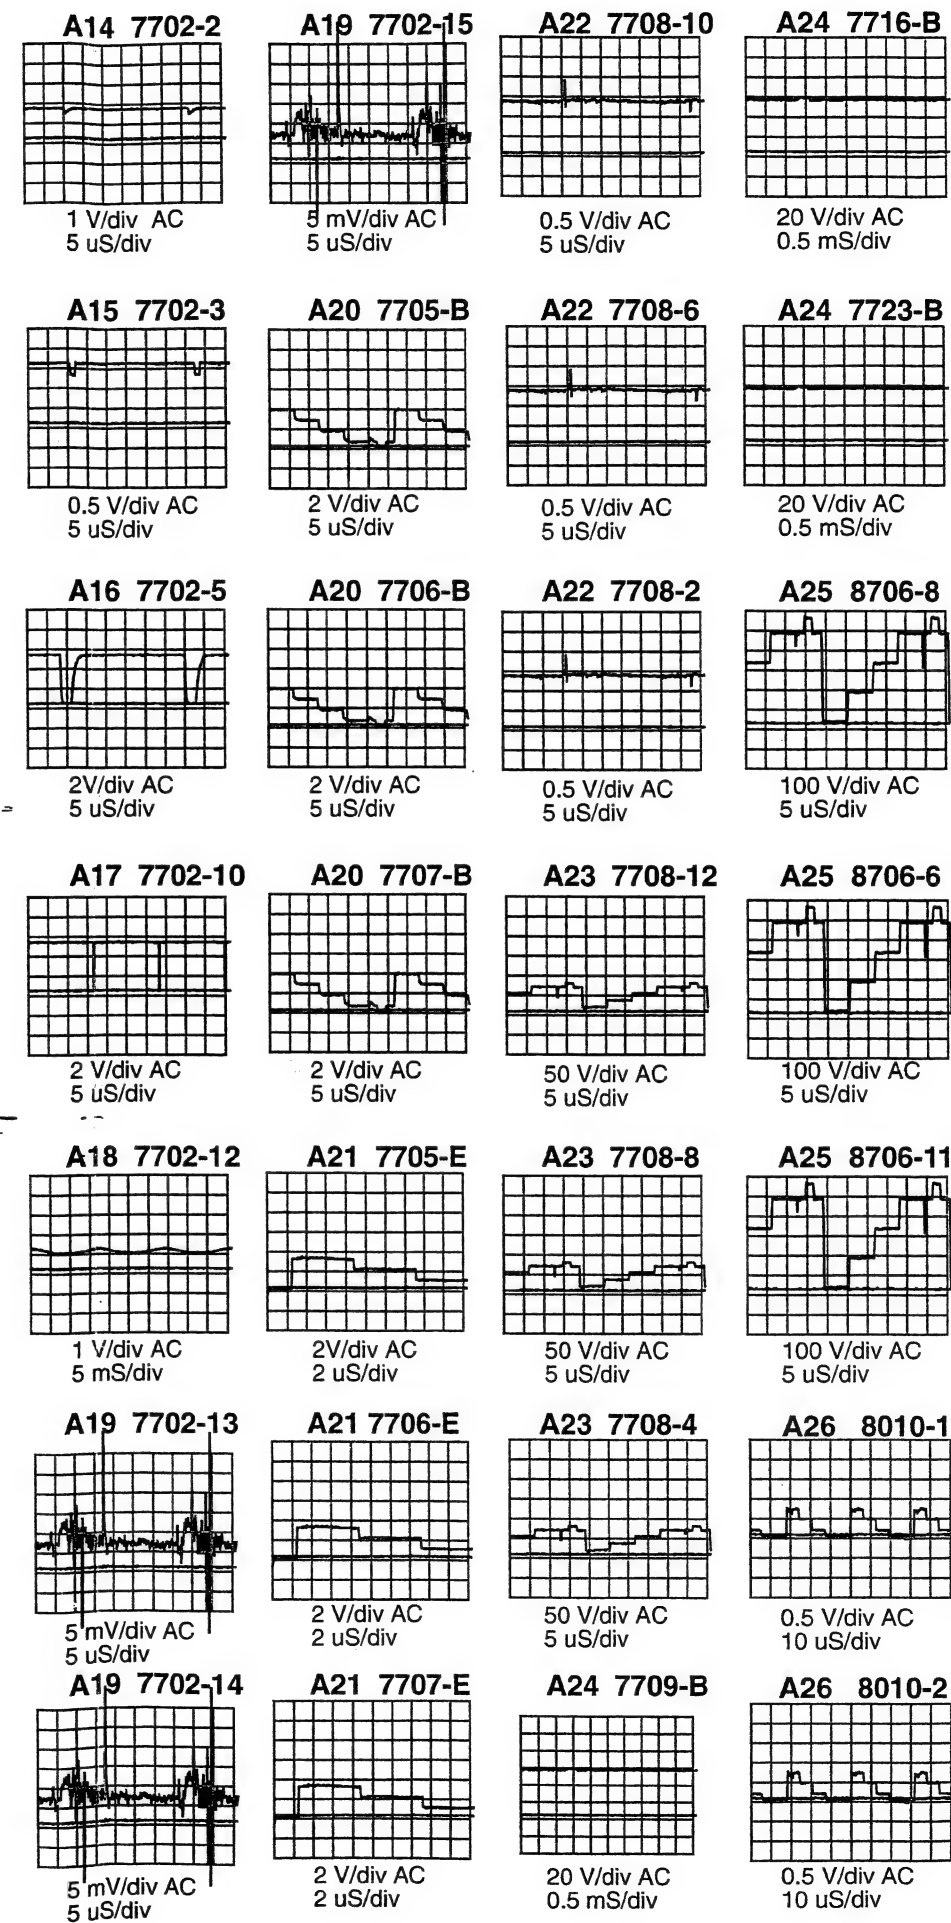 A14 7702-2
1 V/div AC
5 uS/div
A19 7702-15
5 mV/div AC
5 uS/div
A22 7708-10
0.5 V/div AC
5 uS/div
A24 7716-B
20 V/div AC
0.5 mS/div
A15 7702-3
0.5 V/div AC
5 uS/div
A20 7705-B
2 V/div AC
5 uS/div
A22 7708-6
0.5 V/div AC
5 uS/div
A24 7723-B
20 V/div AC
0.5 mS/div
A16 7702-5
2V/div AC
5 uS/div
A20 7706-B
2 V/div AC
5 uS/div
A22 7708-2
0.5 V/div AC
5 uS/div
A25 8706-8
100 V/div AC
5 uS/div
A17 7702-10
2 V/div AC
5 uS/div
A20 7707-B
2 V/div AC
5 uS/div
A23 7708-12
50 V/div AC
5 uS/div
A25 8706-6
100 V/div AC
5 uS/div
A18 7702-12
1 V/div AC
5 mS/div
A21 7705-E
2V/div AC
2 uS/div
A23 7708-8
50 V/div AC
5 uS/div
A25 8706-11
100 V/div AC
5 uS/div
A19 7702-13
5 mV/div AC
5 uS/div
A21 7706-E
2 V/div AC
2 uS/div
A23 7708-4
50 V/div AC
5 uS/div
A26 8010-1
0.5 V/div AC
10 uS/div
A19 7702-14
5 mV/div AC
5 uS/div
A21 7707-E
2 V/div AC
2 uS/div
A24 7709-B
20 V/div AC
0.5 mS/div
A26 8010-2
0.5 V/div AC
10 uS/div